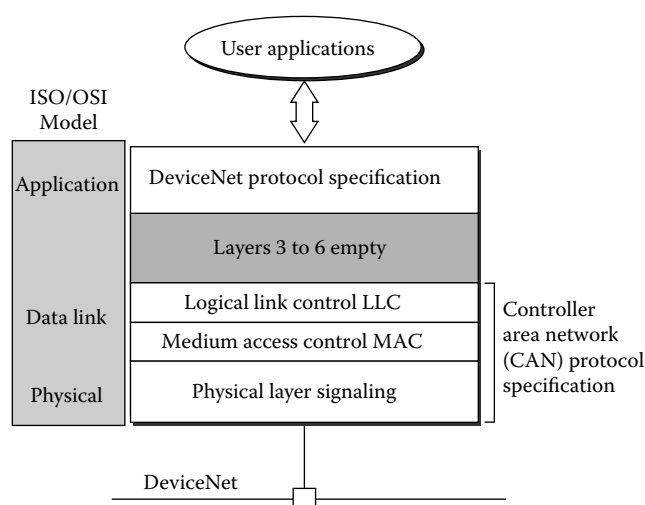 User applications
ISO/OSI
Model
Application
DeviceNet protocol specification
Layers 3 to 6 empty
Data link
Logical link control LLC
Medium access control MAC
Controller
area network
(CAN) protocol
specification
Physical
Physical layer signaling
DeviceNet